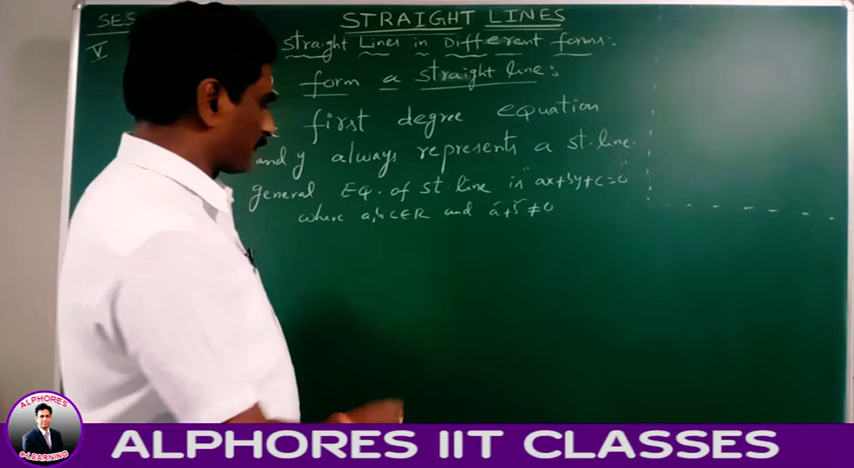 SES
STRAIGHT LINES
V
straight Lines in Different forms:
form a straight line:
first degree equation
and y always represents a st. line.
general EQ. of st line is "ax+by+c=0"
where a,b,c∈R and a²+b² ≠ 0
ALPHORES
E-LEARNING
ALPHORES IIT CLASSES